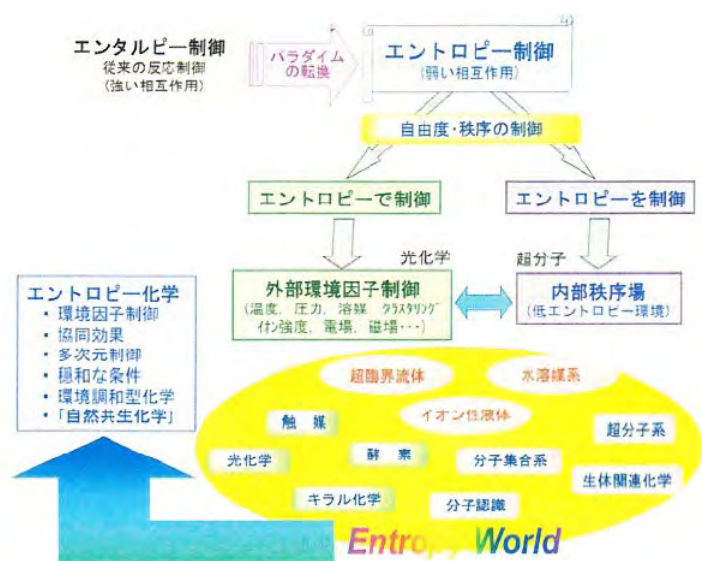 エンタルピー制御
従来の反応制御
(強い相互作用)
パラダイム
の転換
エントロピー制御
(弱い相互作用)
自由度・秩序の制御
エントロピーで制御
エントロピーを制御
光化学
超分子
外部環境因子制御
(温度, 圧力, 溶媒 クラスタリング
イオン強度, 電場, 磁場・・・)
内部秩序場
(低エントロピー環境)
エントロピー化学
・環境因子制御
・協同効果
・多次元制御
・穏和な条件
・環境調和型化学
・「自然共生化学」
超臨界流体
水溶媒系
イオン性液体
触 媒
超分子系
光化学
酵 素
分子集合系
生体関連化学
キラル化学
分子認識
Entropy World